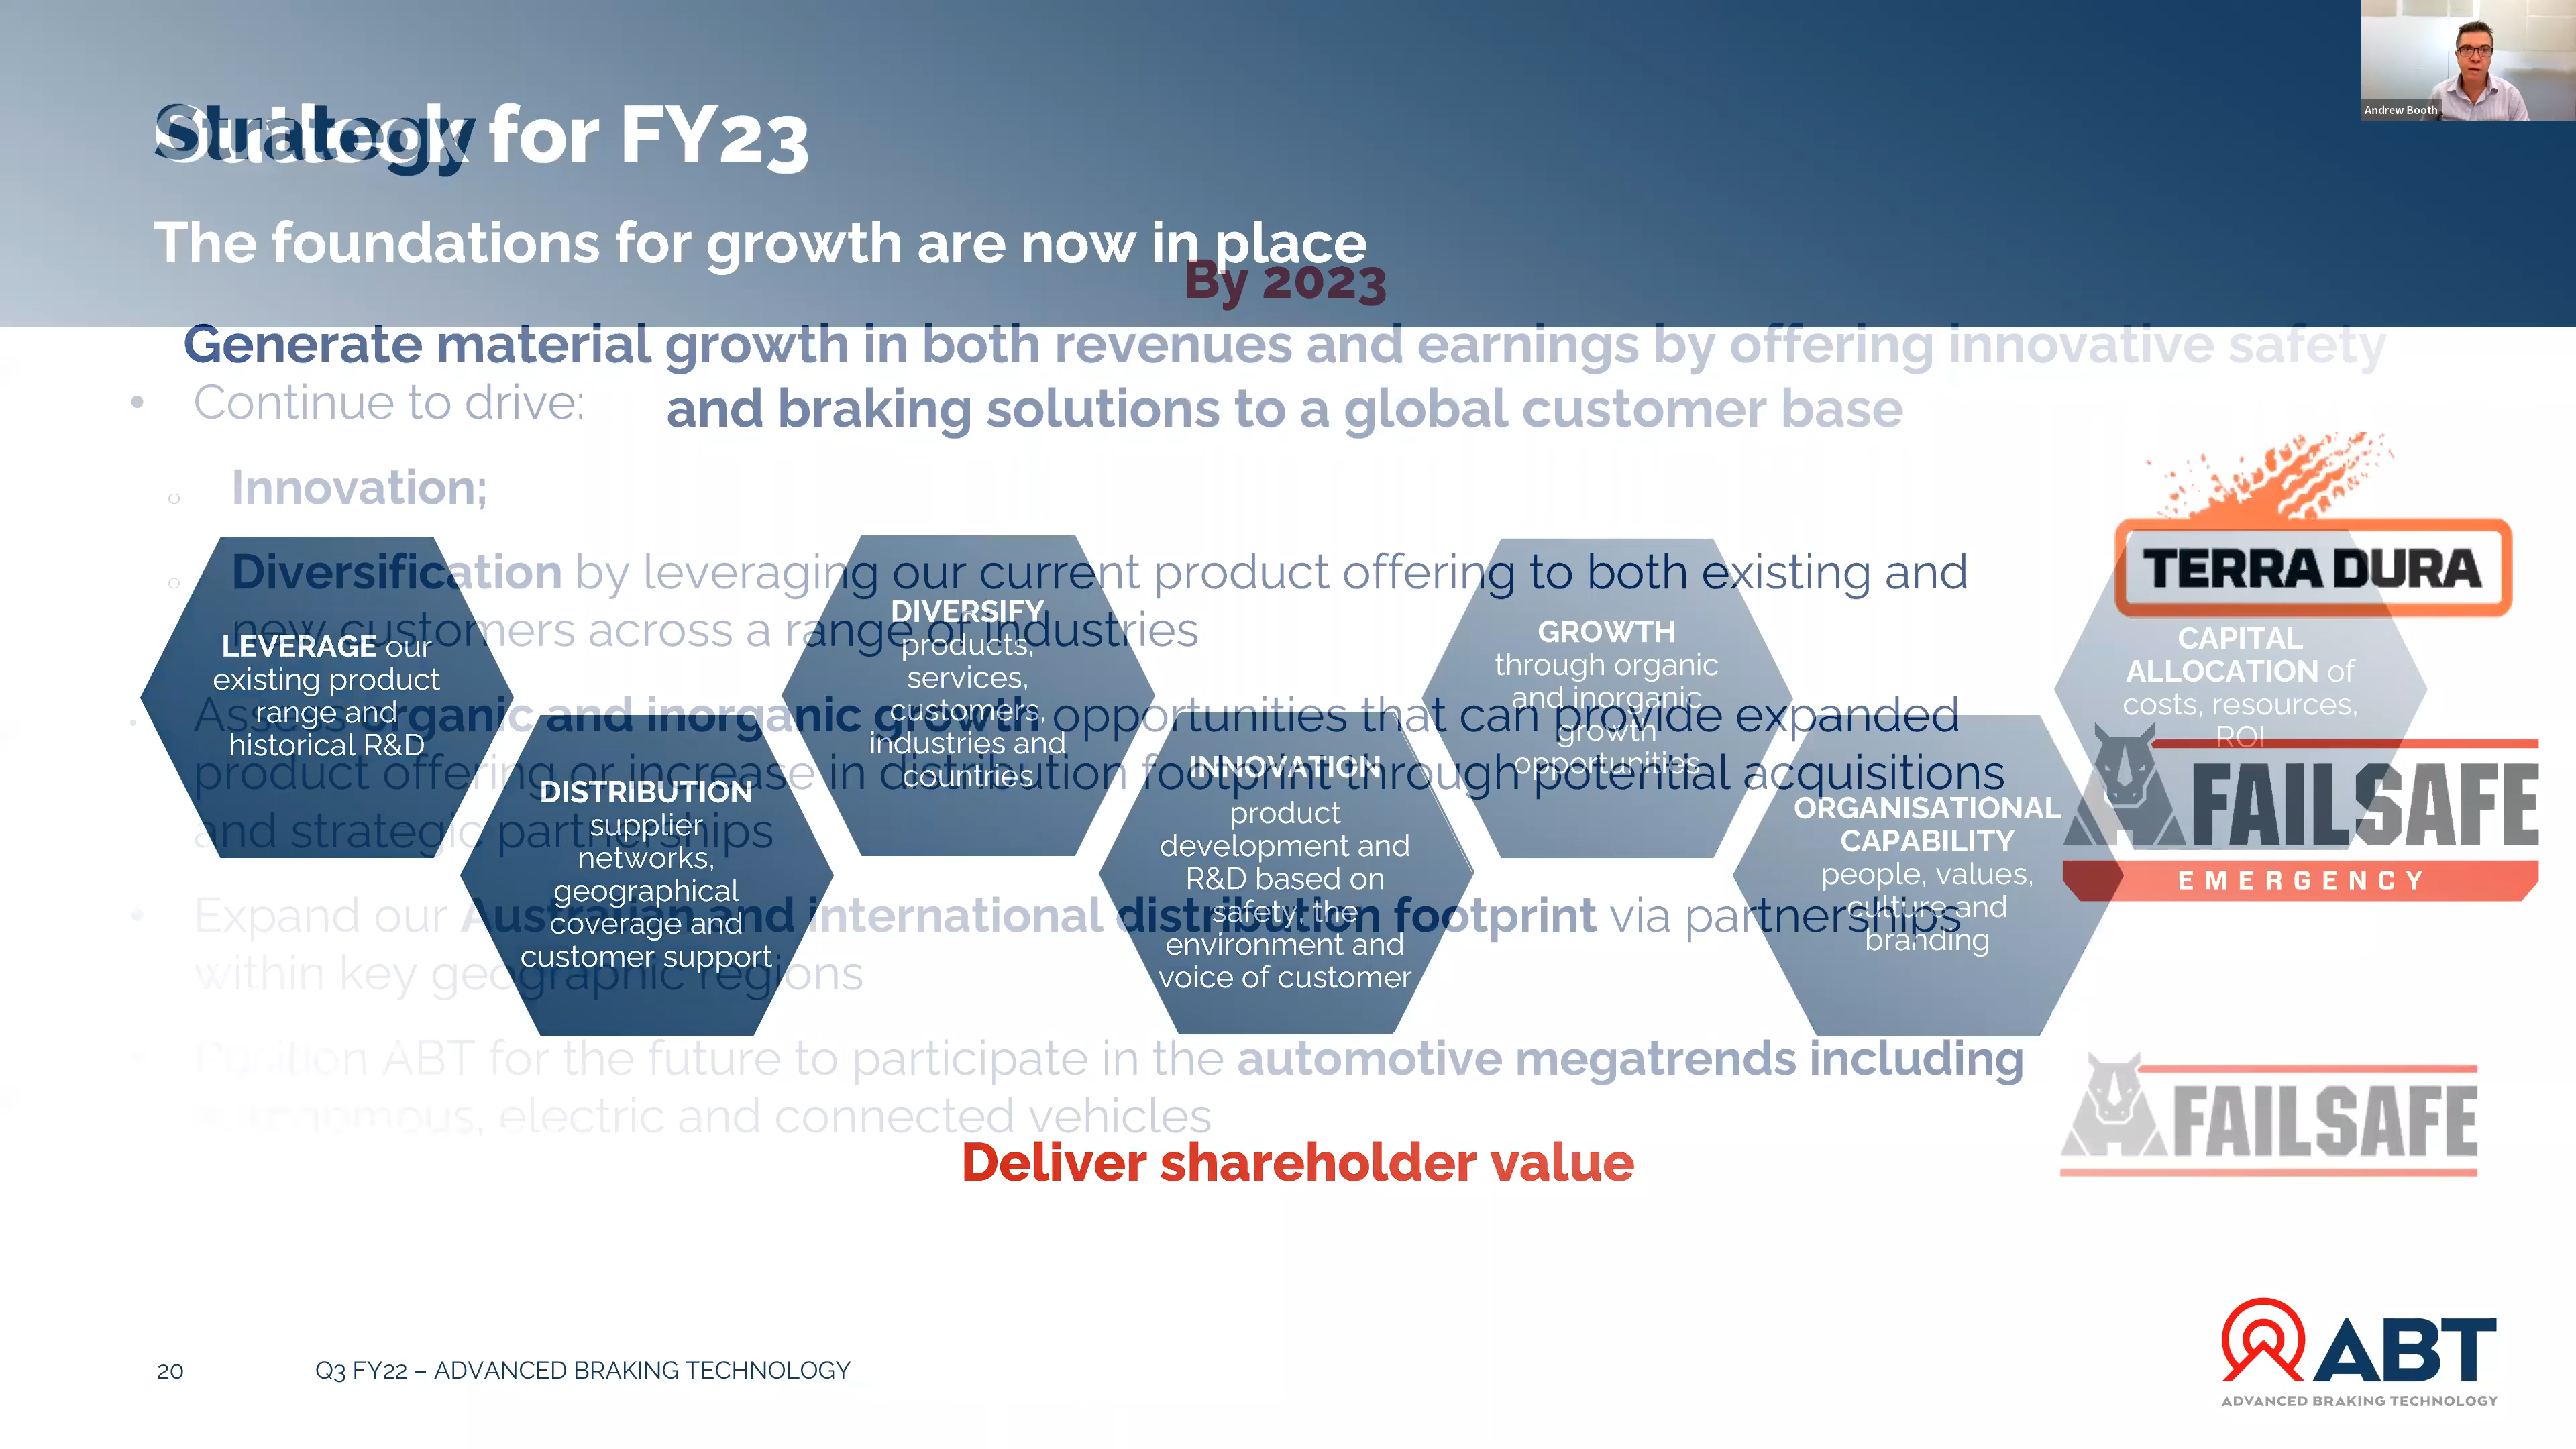 Andrew Booth
Strategy
Outlook for FY23
The foundations for growth are now in place
By 2023
Generate material growth in both revenues and earnings by offering innovative safety
and braking solutions to a global customer base
• Continue to drive:
o Innovation;
o Diversification by leveraging our current product offering to both existing and
new customers across a range of industries
• Assess organic and inorganic growth opportunities that can provide expanded
product offering or increase in distribution footprint through potential acquisitions
and strategic partnerships
• Expand our Australian and international distribution footprint via partnerships
within key geographic regions
• Position ABT for the future to participate in the automotive megatrends including
autonomous, electric and connected vehicles
LEVERAGE our
existing product
range and
historical R&D
DISTRIBUTION
supplier
networks,
geographical
coverage and
customer support
DIVERSIFY
products,
services,
customers,
industries and
countries
INNOVATION
product
development and
R&D based on
safety, the
environment and
voice of customer
GROWTH
through organic
and inorganic
growth
opportunities
ORGANISATIONAL
CAPABILITY
people, values,
culture and
branding
CAPITAL
ALLOCATION of
costs, resources,
ROI
TERRA DURA
FAILSAFE
EMERGENCY
FAILSAFE
Deliver shareholder value
20
Q3 FY22 – ADVANCED BRAKING TECHNOLOGY
ABT
ADVANCED BRAKING TECHNOLOGY